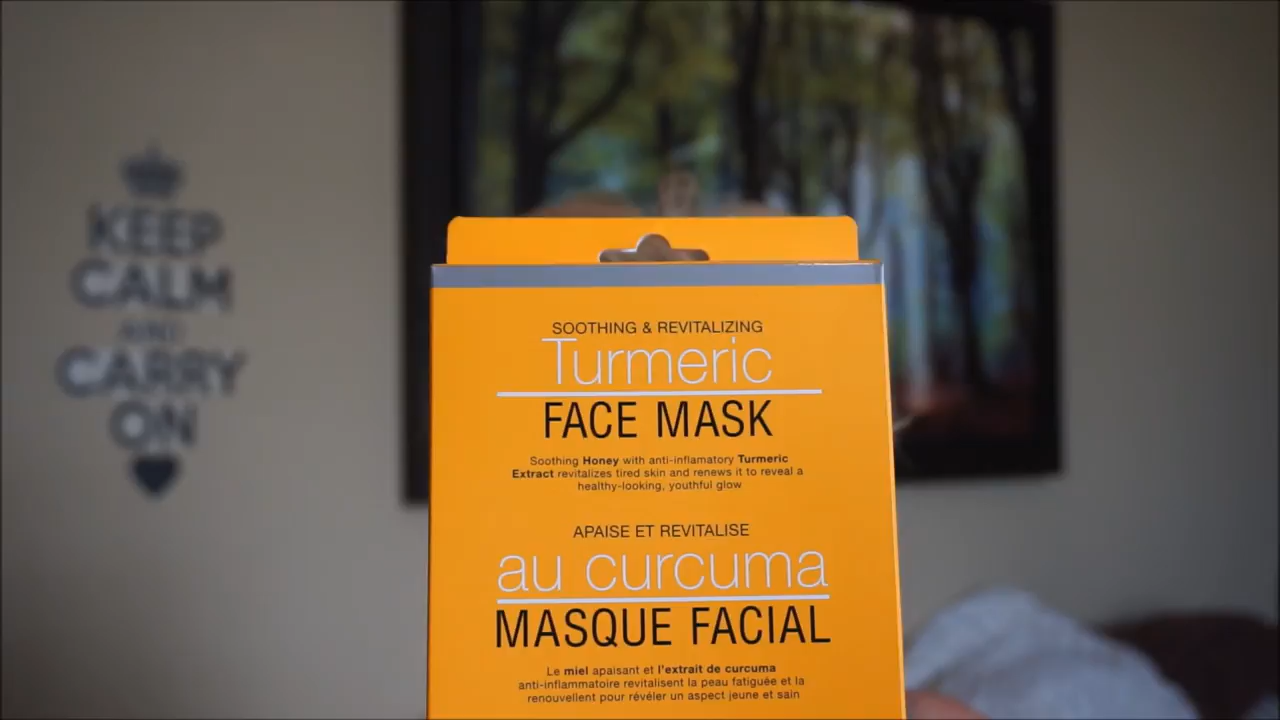 KEEP
CALM
AND
CARRY
ON
SOOTHING & REVITALIZING
Turmeric
FACE MASK
Soothing Honey with anti-inflamatory Turmeric
Extract revitalizes tired skin and renews it to reveal a
healthy-looking, youthful glow
APAISE ET REVITALISE
au curcuma
MASQUE FACIAL
Le miel apaisant et l'extrait de curcuma
anti-inflammatoire revitalisent la peau fatiguée et la
renouvellent pour révéler un aspect jeune et sain